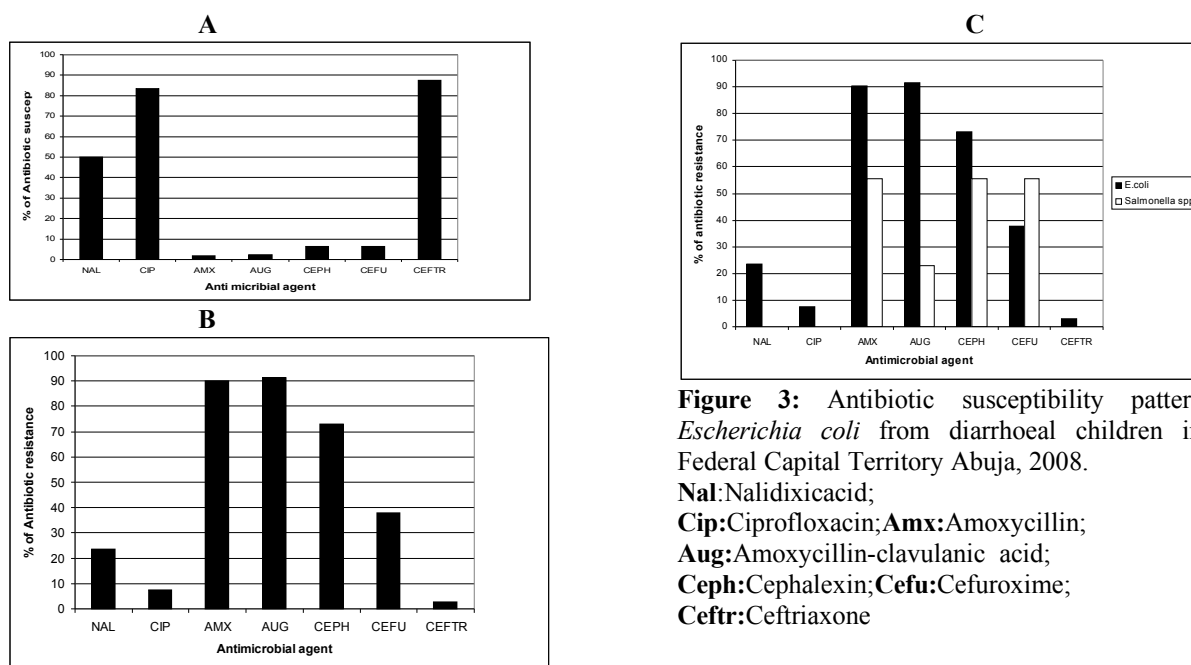 A
% of Antibiotic suscep
100
90
80
70
60
50
40
30
20
10
0
NAL CIP AMX AUG CEPH CEFU CEFTR
Anti micribial agent
B
% of Antibiotic resistance
100
90
80
70
60
50
40
30
20
10
0
NAL CIP AMX AUG CEPH CEFU CEFTR
Antimicrobial agent
C
% of antibiotic resistance
100
90
80
70
60
50
40
30
20
10
0
NAL CIP AMX AUG CEPH CEFU CEFTR
Antimicrobial agent
E.coli
Salmonella spp
Figure 3: Antibiotic susceptibility patter
Escherichia coli from diarrhoeal children in
Federal Capital Territory Abuja, 2008.
Nal:Nalidixicacid;
Cip:Ciprofloxacin;Amx:Amoxycillin;
Aug:Amoxycillin-clavulanic acid;
Ceph:Cephalexin;Cefu:Cefuroxime;
Ceftr:Ceftriaxone